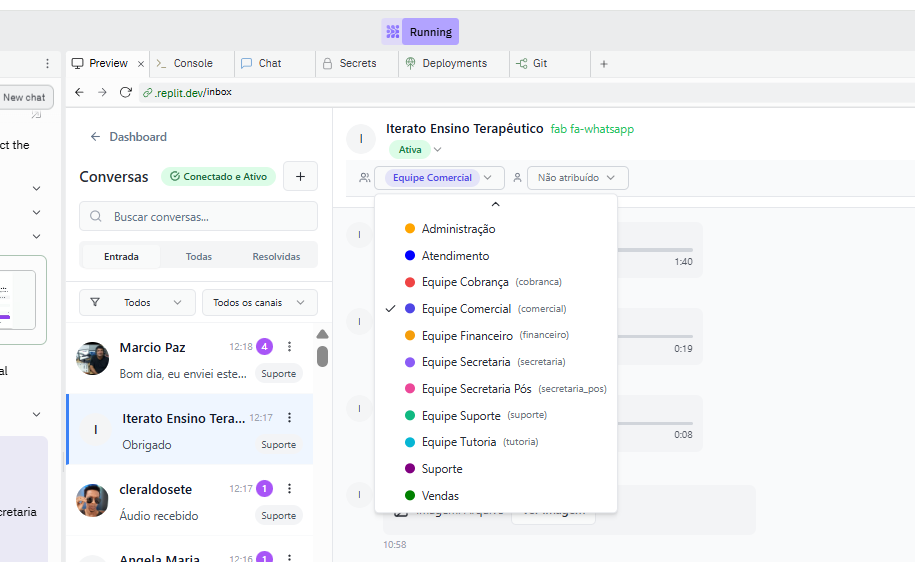 Running
Preview × Console Chat Secrets Deployments Git +
New chat
.replit.dev/inbox
ct the
al
cretaria
Dashboard
Conversas Conectado e Ativo +
Buscar conversas...
Entrada Todas Resolvidas
Todos Todos os canais
Marcio Paz 12:18 4
Bom dia, eu enviei este... Suporte
I Iterato Ensino Tera... 12:17
Obrigado Suporte
cleraldosete 12:17 1
Áudio recebido Suporte
Angela Maria 12:16 1
I Iterato Ensino Terapêutico fab fa-whatsapp
Ativa
Equipe Comercial Não atribuído
Administração
Atendimento
Equipe Cobrança (cobranca)
Equipe Comercial (comercial)
Equipe Financeiro (financeiro)
Equipe Secretaria (secretaria)
Equipe Secretaria Pós (secretaria_pos)
Equipe Suporte (suporte)
Equipe Tutoria (tutoria)
Suporte
Vendas
I 1:40
I 0:19
I 0:08
I
10:58